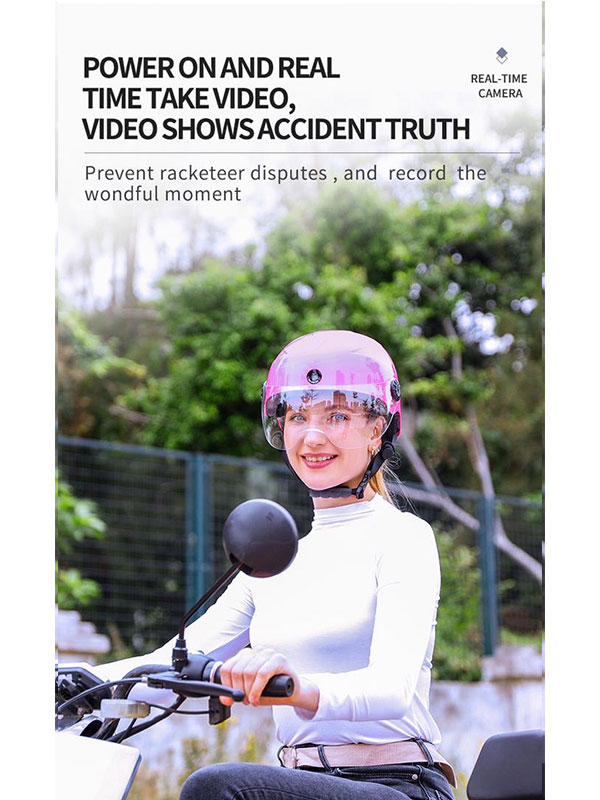 POWER ON AND REAL
TIME TAKE VIDEO,
VIDEO SHOWS ACCIDENT TRUTH
REAL-TIME
CAMERA
Prevent racketeer disputes , and record the
wondful moment